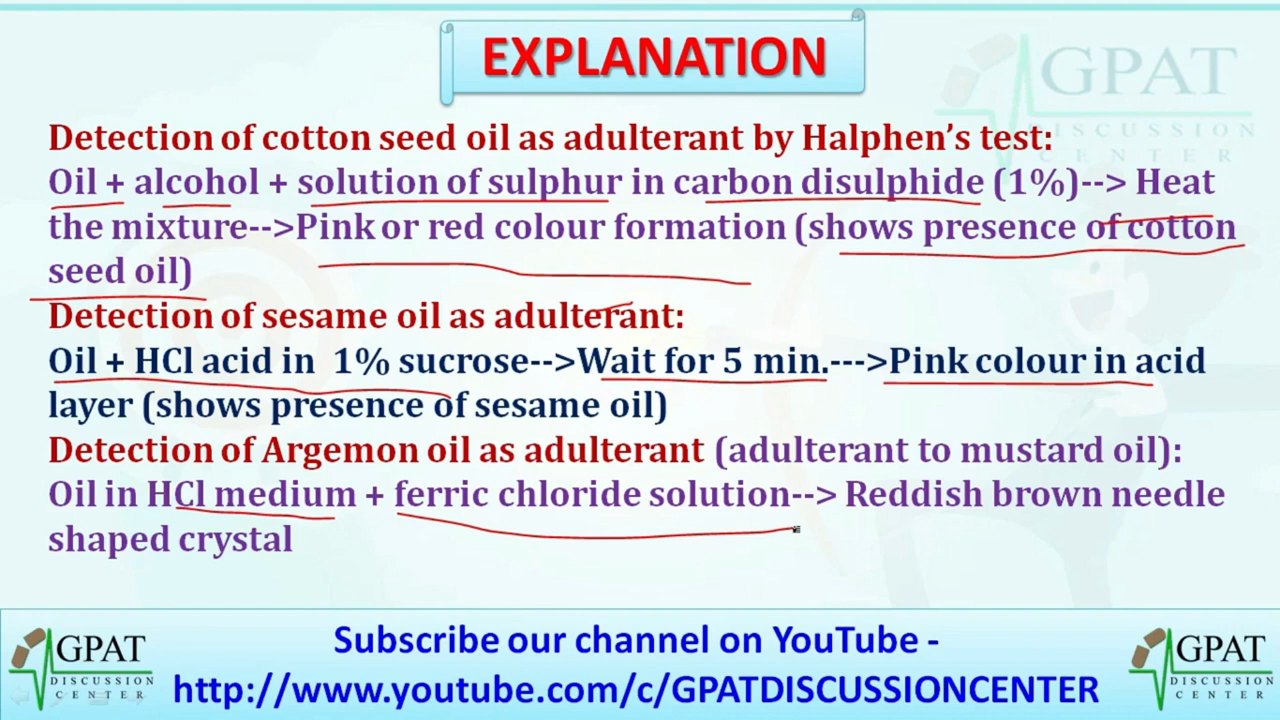 EXPLANATION
GPAT
DISCUSSION
CENTER
Detection of cotton seed oil as adulterant by Halphen’s test:
Oil + alcohol + solution of sulphur in carbon disulphide (1%)--> Heat
the mixture-->Pink or red colour formation (shows presence of cotton
seed oil)
Detection of sesame oil as adulterant:
Oil + HCl acid in 1% sucrose-->Wait for 5 min.--->Pink colour in acid
layer (shows presence of sesame oil)
Detection of Argemon oil as adulterant (adulterant to mustard oil):
Oil in HCl medium + ferric chloride solution--> Reddish brown needle
shaped crystal
GPAT
DISCUSSION
CENTER
Subscribe our channel on YouTube -
http://www.youtube.com/c/GPATDISCUSSIONCENTER
GPAT
DISCUSSION
CENTER